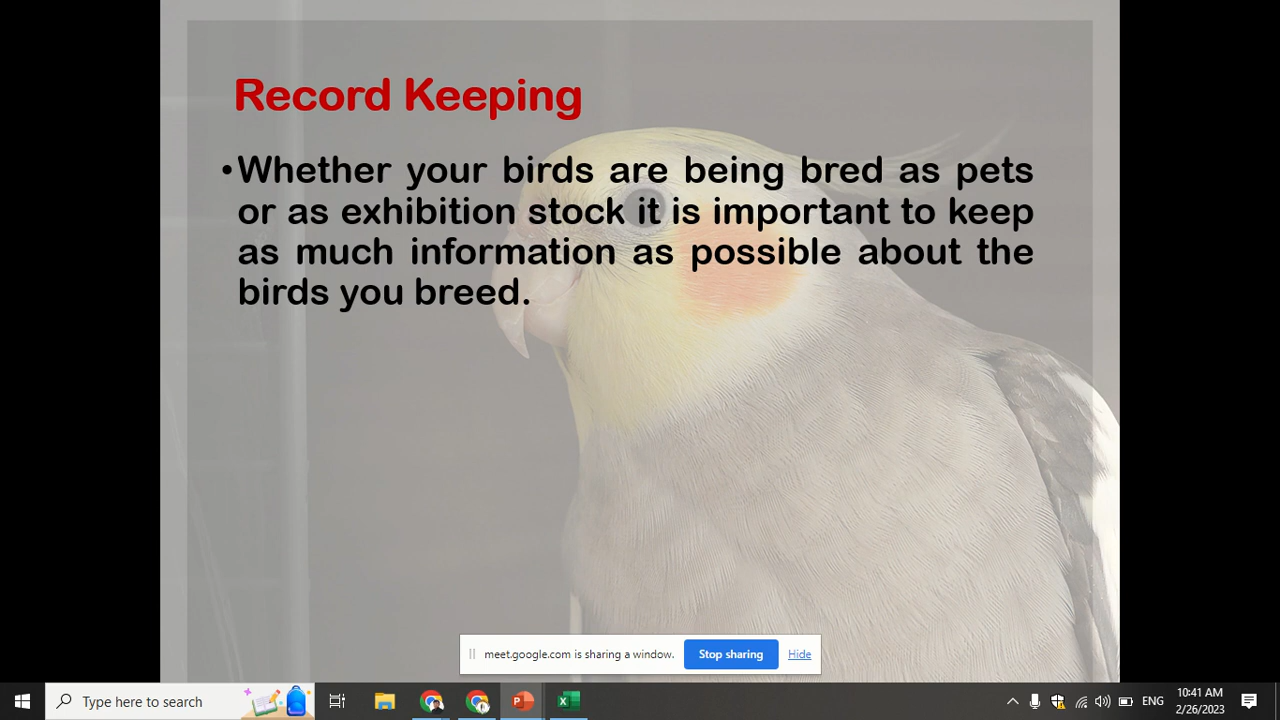 Record Keeping
•Whether your birds are being bred as pets
or as exhibition stock it is important to keep
as much information as possible about the
birds you breed.
meet.google.com is sharing a window. Stop sharing Hide
Type here to search ENG 10:41 AM
2/26/2023